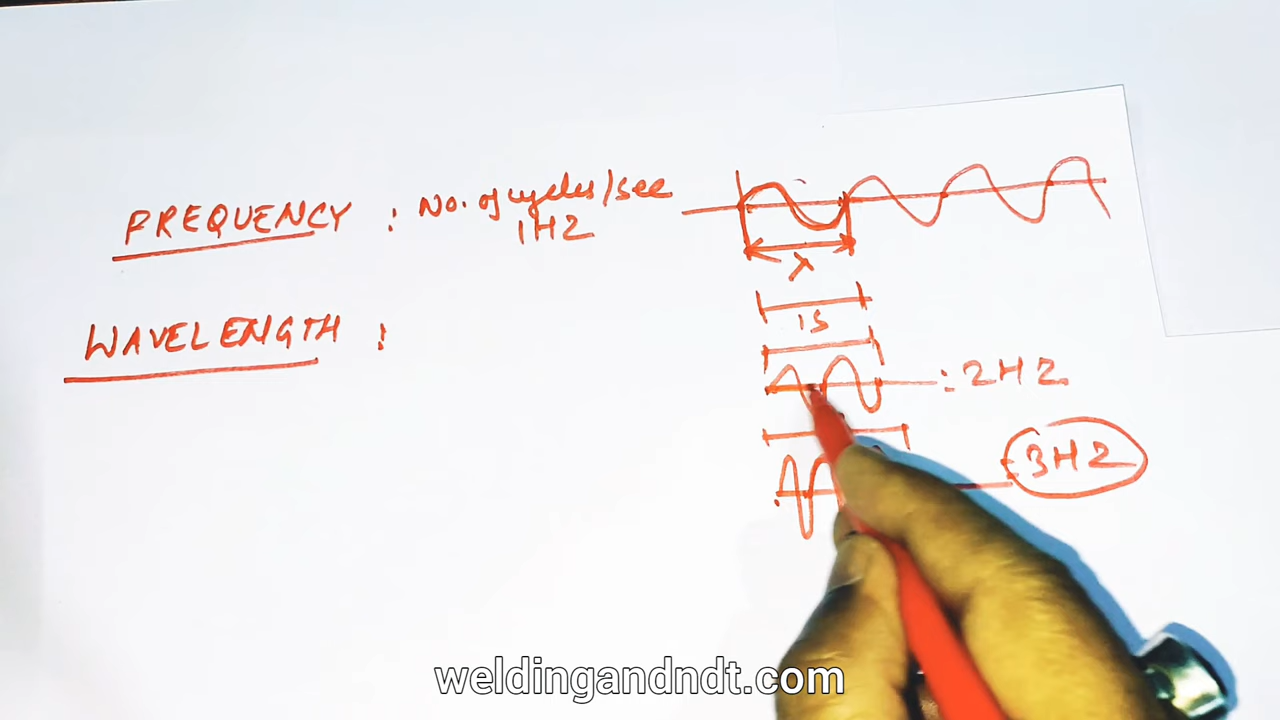 FREQUENCY : No. of cycles/sec
1HZ
λ
1S
WAVELENGTH :
: 2HZ
: 3HZ
weldingandndt.com